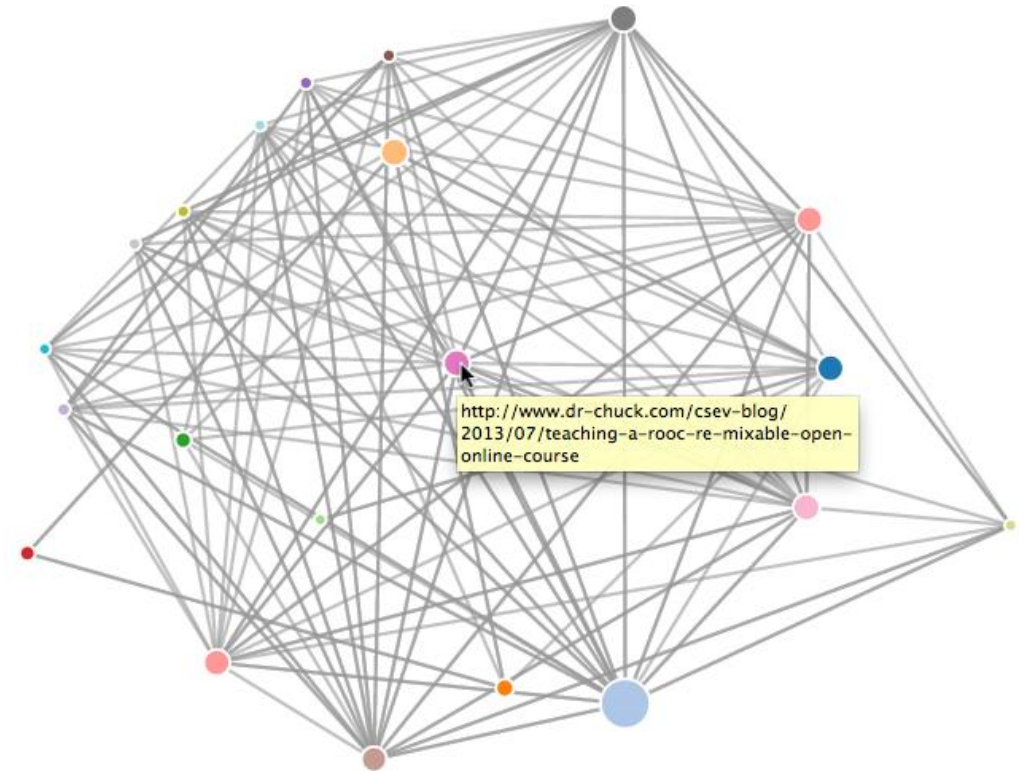 http://www.dr-chuck.com/csev-blog/
2013/07/teaching-a-rooc-re-mixable-open-
online-course